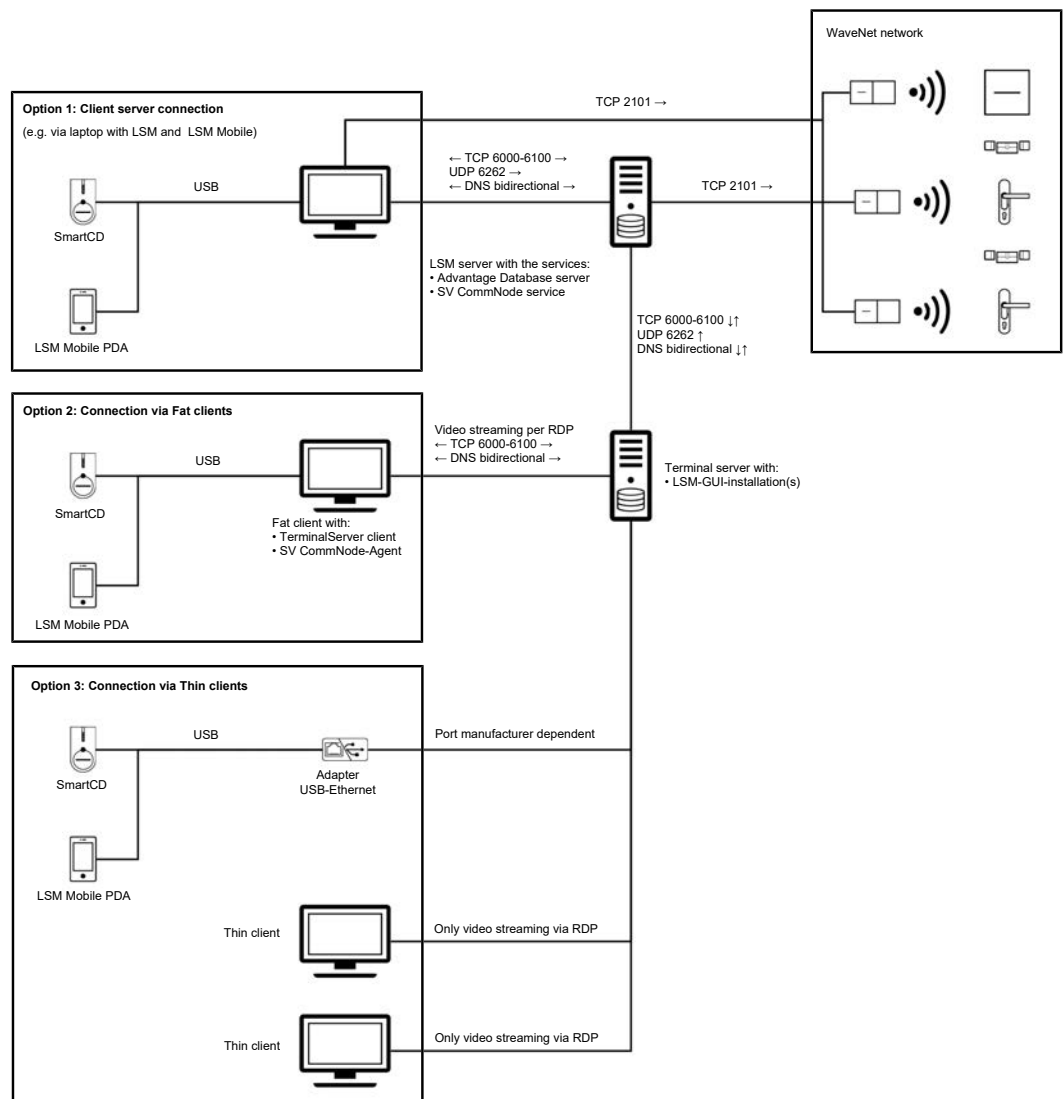 WaveNet network
Option 1: Client server connection
(e.g. via laptop with LSM and LSM Mobile)
TCP 2101 →
← TCP 6000-6100 →
UDP 6262 →
← DNS bidirectional →
USB
TCP 2101 →
SmartCD
LSM server with the services:
• Advantage Database server
• SV CommNode service
LSM Mobile PDA
TCP 6000-6100 ↓↑
UDP 6262 ↑
DNS bidirectional ↓↑
Option 2: Connection via Fat clients
Video streaming per RDP
← TCP 6000-6100 →
← DNS bidirectional →
USB
Terminal server with:
• LSM-GUI-installation(s)
SmartCD
Fat client with:
• TerminalServer client
• SV CommNode-Agent
LSM Mobile PDA
Option 3: Connection via Thin clients
USB
Port manufacturer dependent
SmartCD
Adapter
USB-Ethernet
LSM Mobile PDA
Thin client
Only video streaming via RDP
Thin client
Only video streaming via RDP